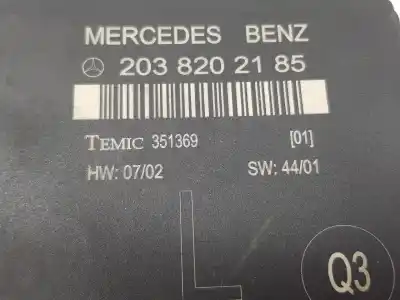 MERCEDES BENZ
203 820 21 85
TEMIC 351369 [01]
HW: 07/02 SW: 44/01
L
Q3